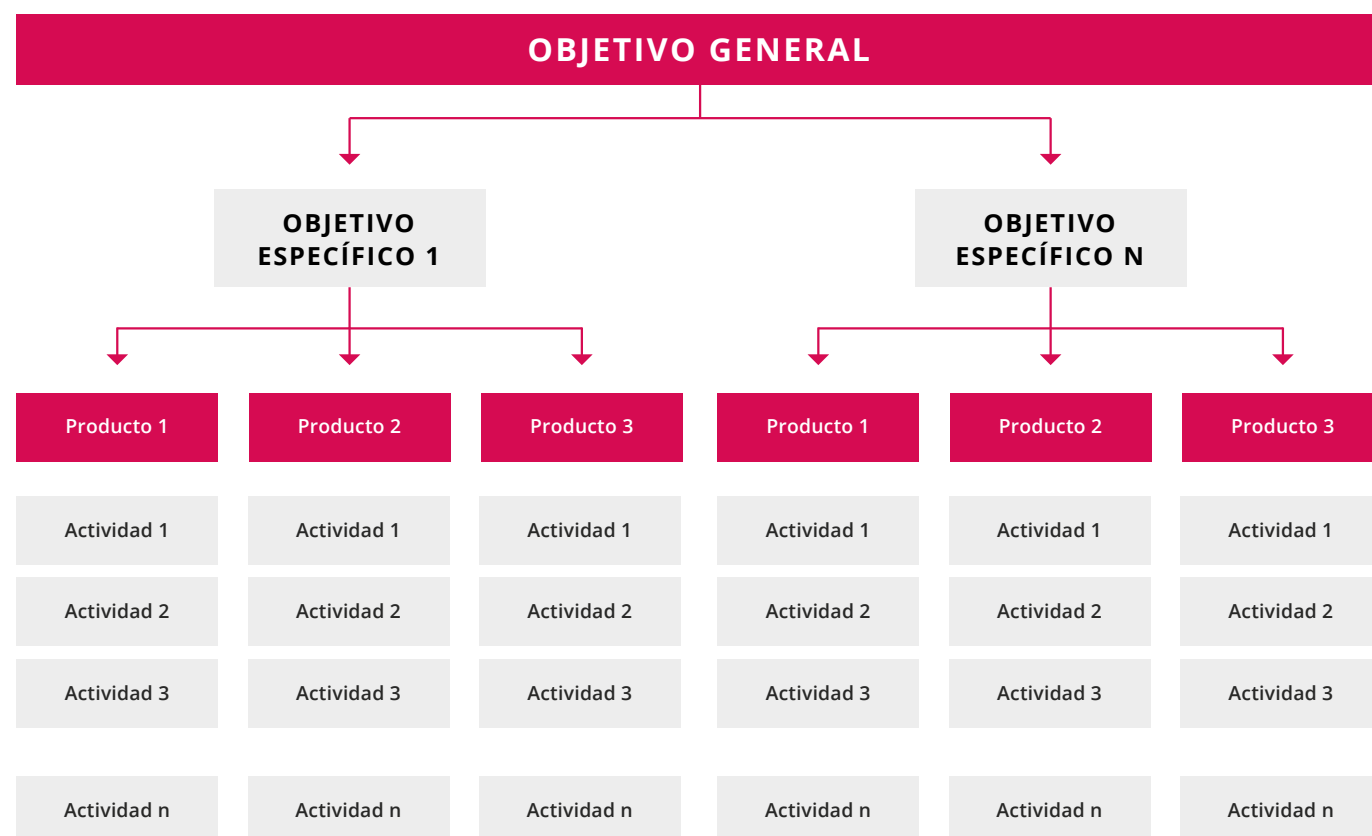 OBJETIVO GENERAL
OBJETIVO
ESPECÍFICO 1
OBJETIVO
ESPECÍFICO N
Producto 1
Producto 2
Producto 3
Producto 1
Producto 2
Producto 3
Actividad 1
Actividad 1
Actividad 1
Actividad 1
Actividad 1
Actividad 1
Actividad 2
Actividad 2
Actividad 2
Actividad 2
Actividad 2
Actividad 2
Actividad 3
Actividad 3
Actividad 3
Actividad 3
Actividad 3
Actividad 3
Actividad n
Actividad n
Actividad n
Actividad n
Actividad n
Actividad n